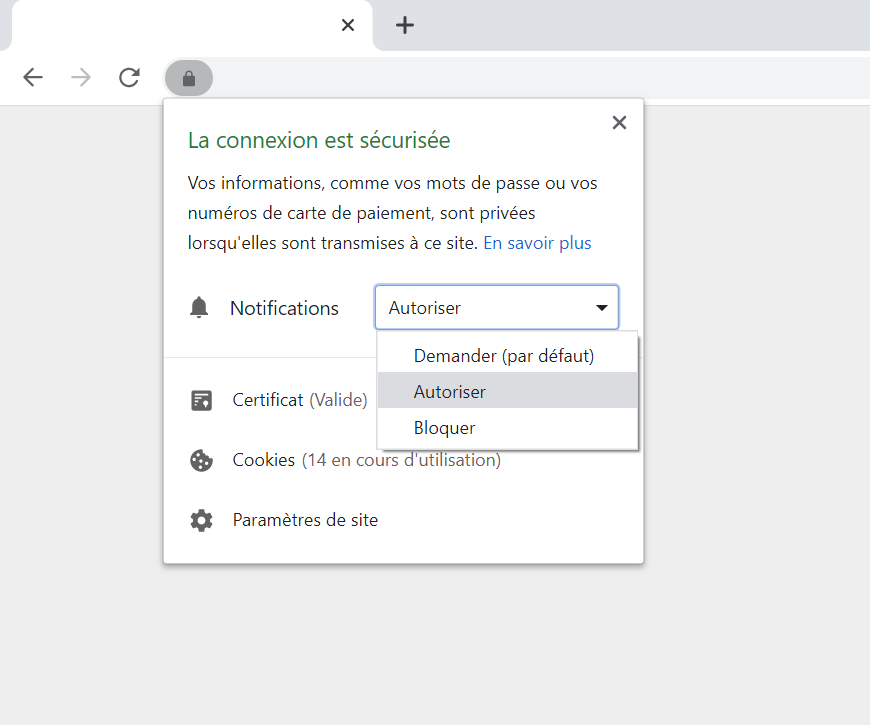 La connexion est sécurisée
Vos informations, comme vos mots de passe ou vos
numéros de carte de paiement, sont privées
lorsqu'elles sont transmises à ce site. En savoir plus
Notifications Autoriser
Demander (par défaut)
Autoriser
Bloquer
Certificat (Valide)
Cookies (14 en cours d'utilisation)
Paramètres de site